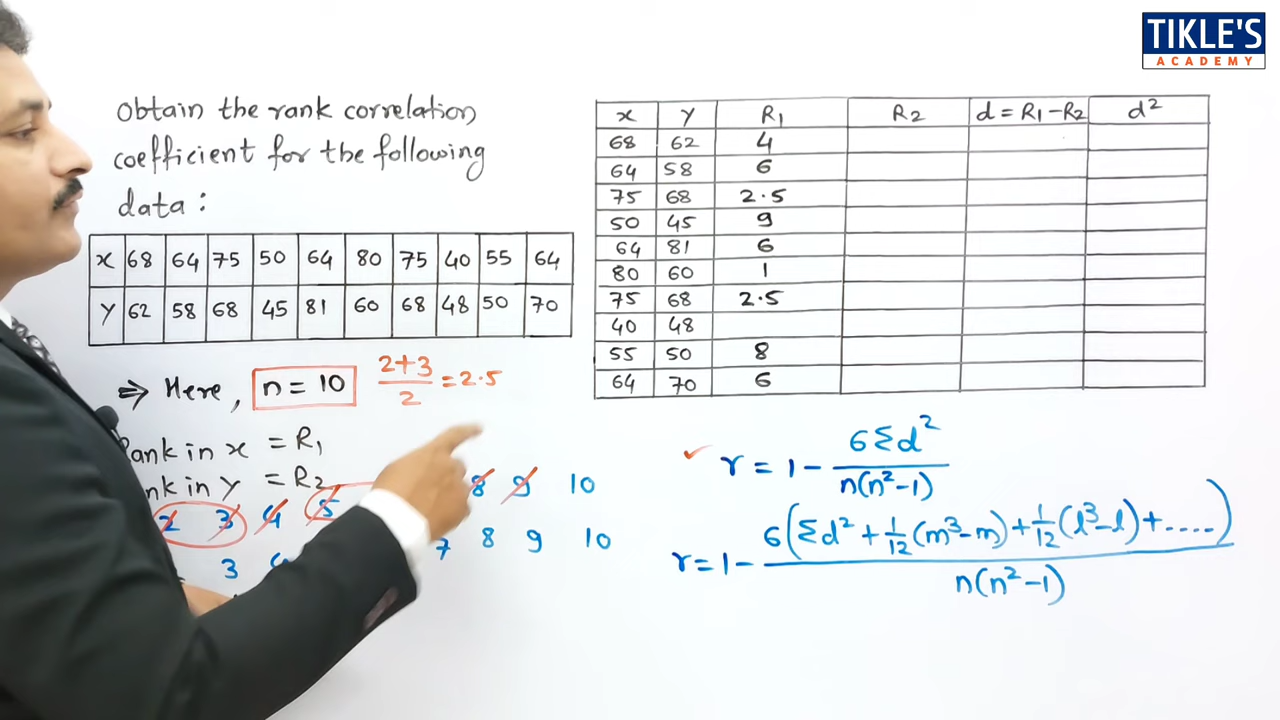 TIKLE'S
ACADEMY
Obtain the rank correlation
coefficient for the following
data :
x 68 64 75 50 64 80 75 40 55 64
y 62 58 68 45 81 60 68 48 50 70
⇒ Here, n = 10 (2+3)/2 = 2.5
Rank in x = R₁
in y = R₂
2 3 4 5 8 9 10
3 7 8 9 10
x y R₁ R₂ d = R₁ - R₂ d²
68 62 4
64 58 6
75 68 2.5
50 45 9
64 81 6
80 60 1
75 68 2.5
40 48
55 50 8
64 70 6
✓ r = 1 - 6Σd² / n(n²-1)
r = 1 - 6(Σd² + 1/12 (m³-m) + 1/12 (l³-l) + .....) / n(n²-1)